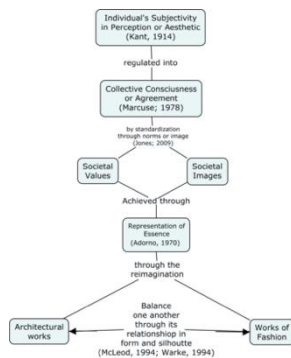 Individual's Subjectivity
in Perception or Aesthetic
(Kant, 1914)
regulated into
Collective Consciusness
or Agreement
(Marcuse; 1978)
by standardization
through norms or image
(Jones; 2009)
Societal
Values
Societal
Images
Achieved through
Representation of
Essence
(Adorno, 1970)
through the
reimagination
Balance
one another
through its
relationshiop in
form and silhoutte
(McLeod, 1994; Warke, 1994)
Architectural
works
Works of
Fashion